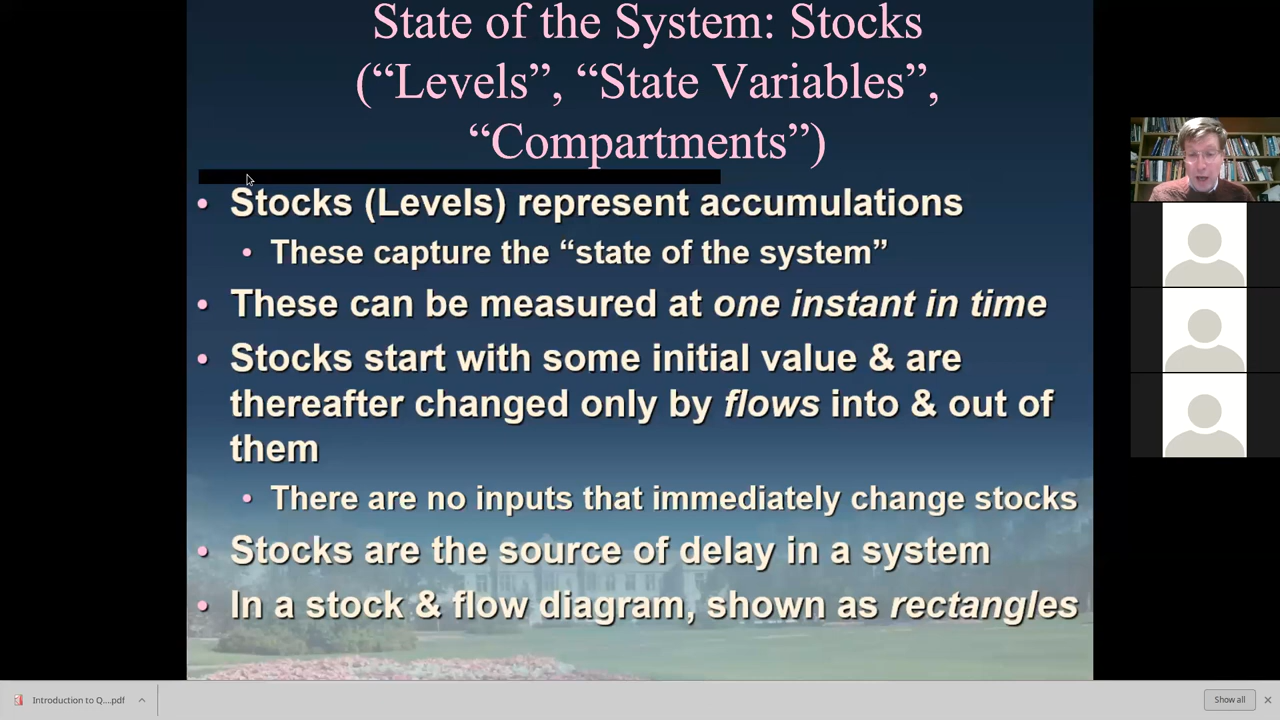 State of the System: Stocks
(“Levels”, “State Variables”,
“Compartments”)
• Stocks (Levels) represent accumulations
• These capture the “state of the system”
• These can be measured at one instant in time
• Stocks start with some initial value & are
thereafter changed only by flows into & out of
them
• There are no inputs that immediately change stocks
• Stocks are the source of delay in a system
• In a stock & flow diagram, shown as rectangles
Introduction to Q....pdf
Show all